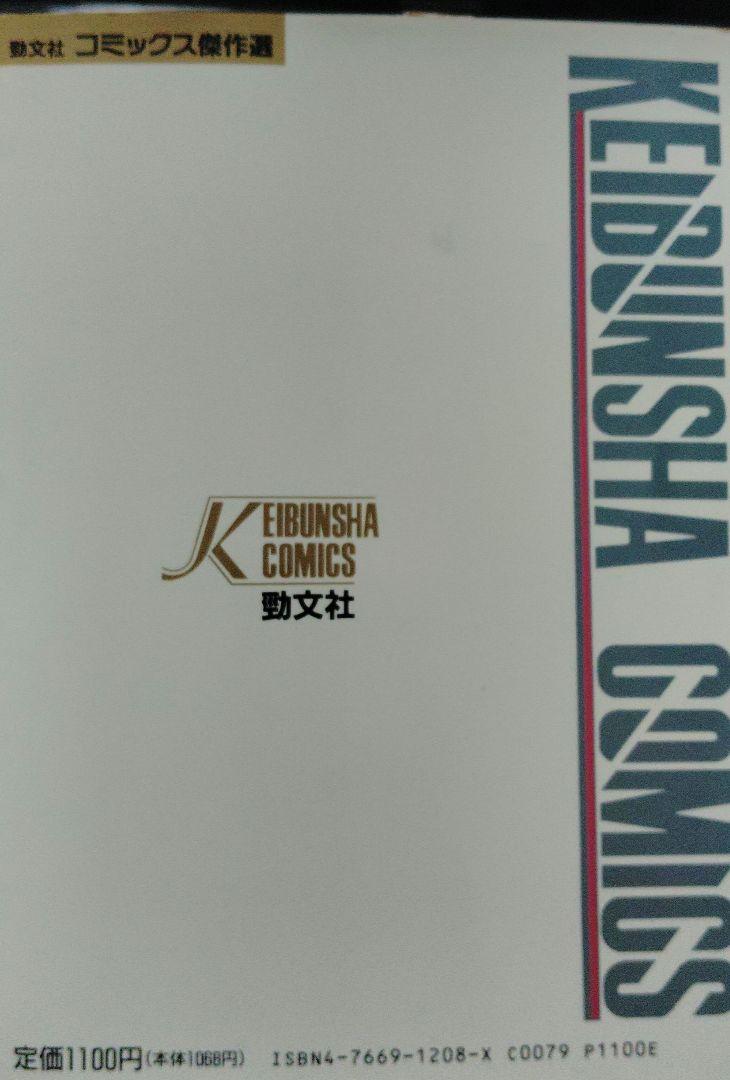 勁文社 コミックス傑作選
KEIBUNSHA COMICS
KEIBUNSHA
COMICS
勁文社
定価1100円(本体1068円) ISBN4-7669-1208-X C0079 P1100E